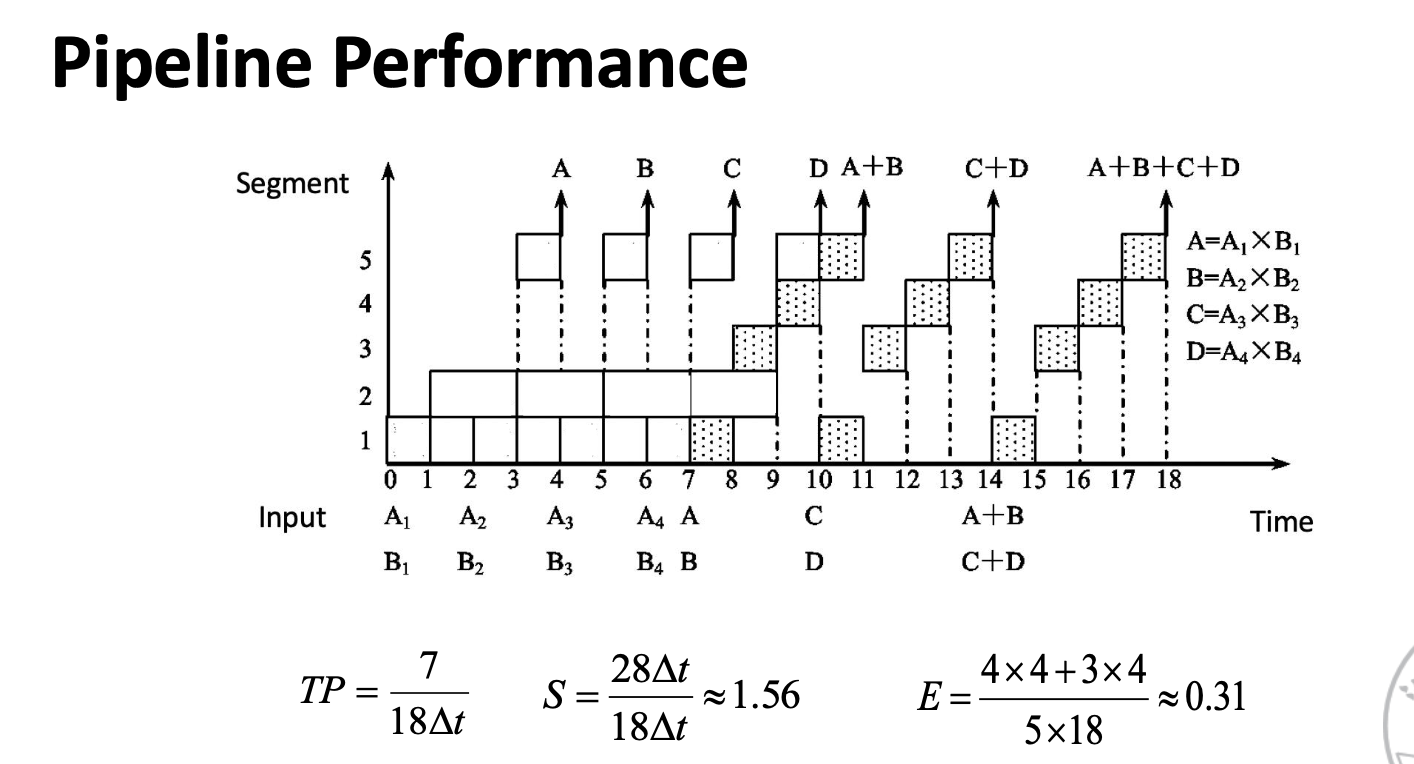 Pipeline Performance
A B C D A+B C+D A+B+C+D
Segment
A=A₁×B₁
5
B=A₂×B₂
4
C=A₃×B₃
3
D=A₄×B₄
2
1
0 1 2 3 4 5 6 7 8 9 10 11 12 13 14 15 16 17 18
Input A₁ A₂ A₃ A₄ A C A+B Time
B₁ B₂ B₃ B₄ B D C+D
TP = 7/18Δt S = 28Δt/18Δt ≈ 1.56 E = 4×4+3×4/5×18 ≈ 0.31